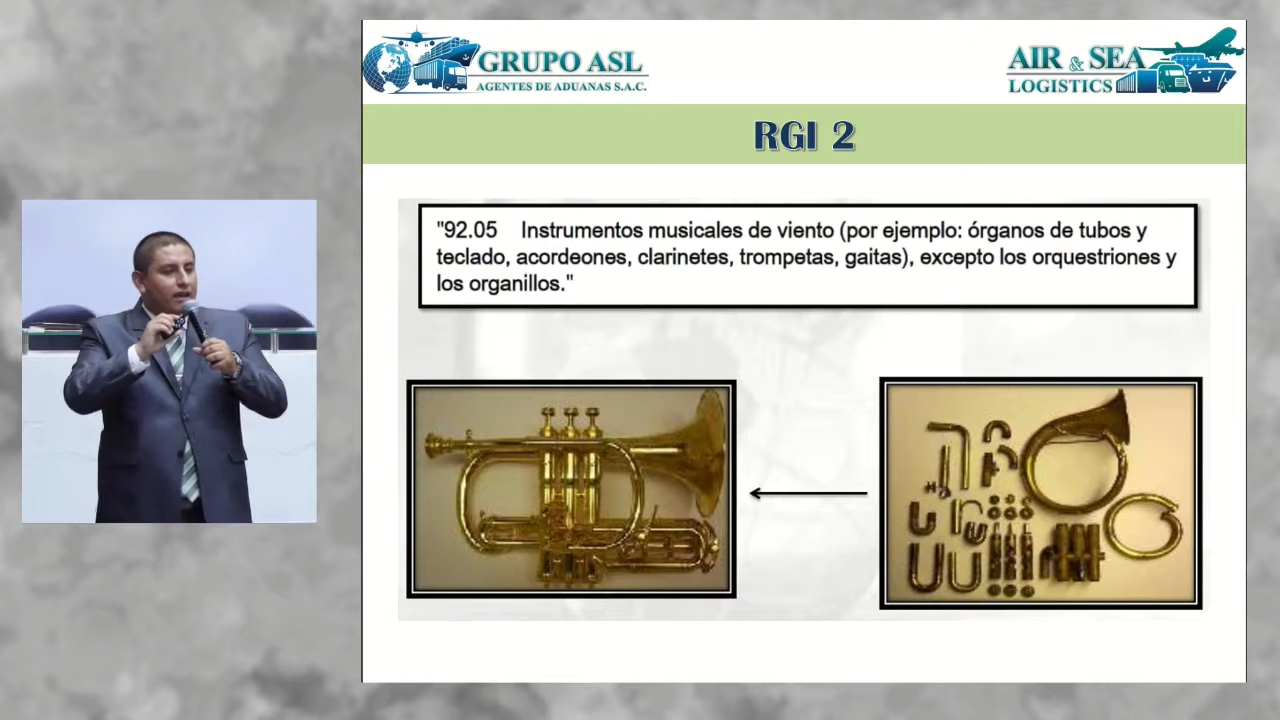 GRUPO ASL
AGENTES DE ADUANAS S.A.C.
AIR & SEA
LOGISTICS
RGI 2
"92.05 Instrumentos musicales de viento (por ejemplo: órganos de tubos y
teclado, acordeones, clarinetes, trompetas, gaitas), excepto los orquestriones y
los organillos."